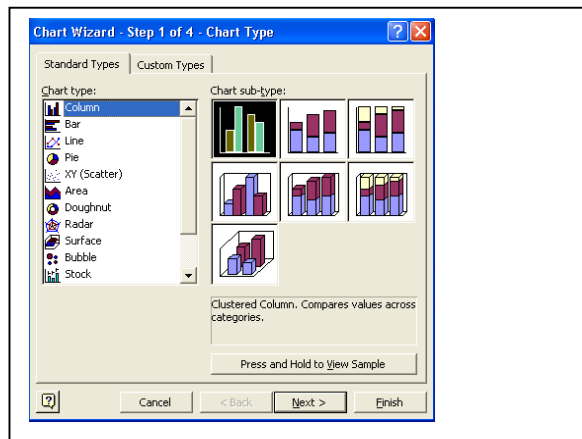 Chart Wizard - Step 1 of 4 - Chart Type
Standard Types
Custom Types
Chart type:
Column
Bar
Line
Pie
XY (Scatter)
Area
Doughnut
Radar
Surface
Bubble
Stock
Chart sub-type:
Clustered Column. Compares values across
categories.
Press and Hold to View Sample
Cancel
< Back
Next >
Finish